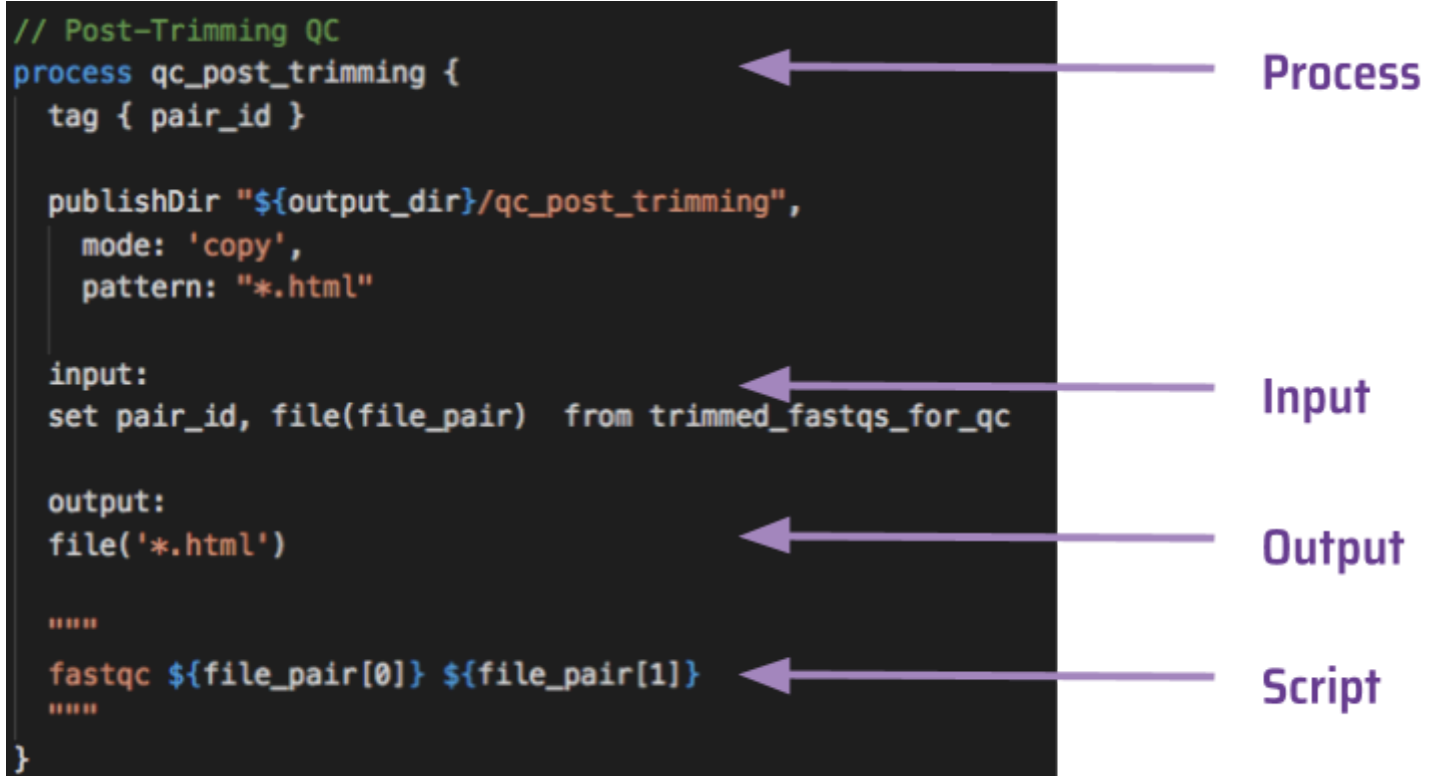 // Post-Trimming QC
process qc_post_trimming {
tag { pair_id }
publishDir "${output_dir}/qc_post_trimming",
mode: 'copy',
pattern: "*.html"
input:
set pair_id, file(file_pair)  from trimmed_fastqs_for_qc
output:
file('*.html')
"""
fastqc ${file_pair[0]} ${file_pair[1]}
"""
}
Process
Input
Output
Script